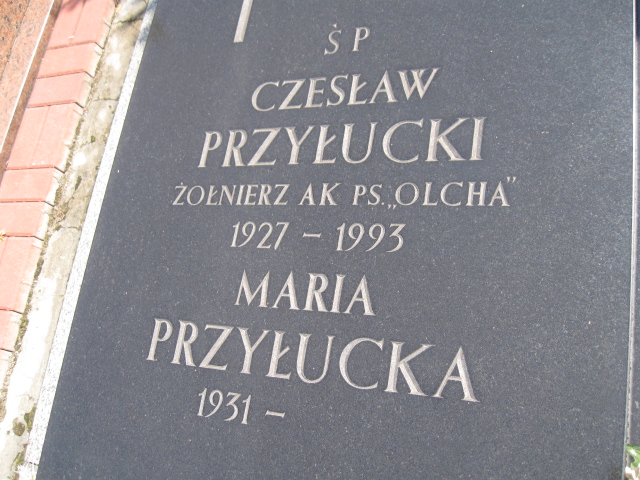 ŚP
CZESŁAW
PRZYŁUCKI
ŻOŁNIERZ AK PS. „OLCHA”
1927 – 1993
MARIA
PRZYŁUCKA
1931 –